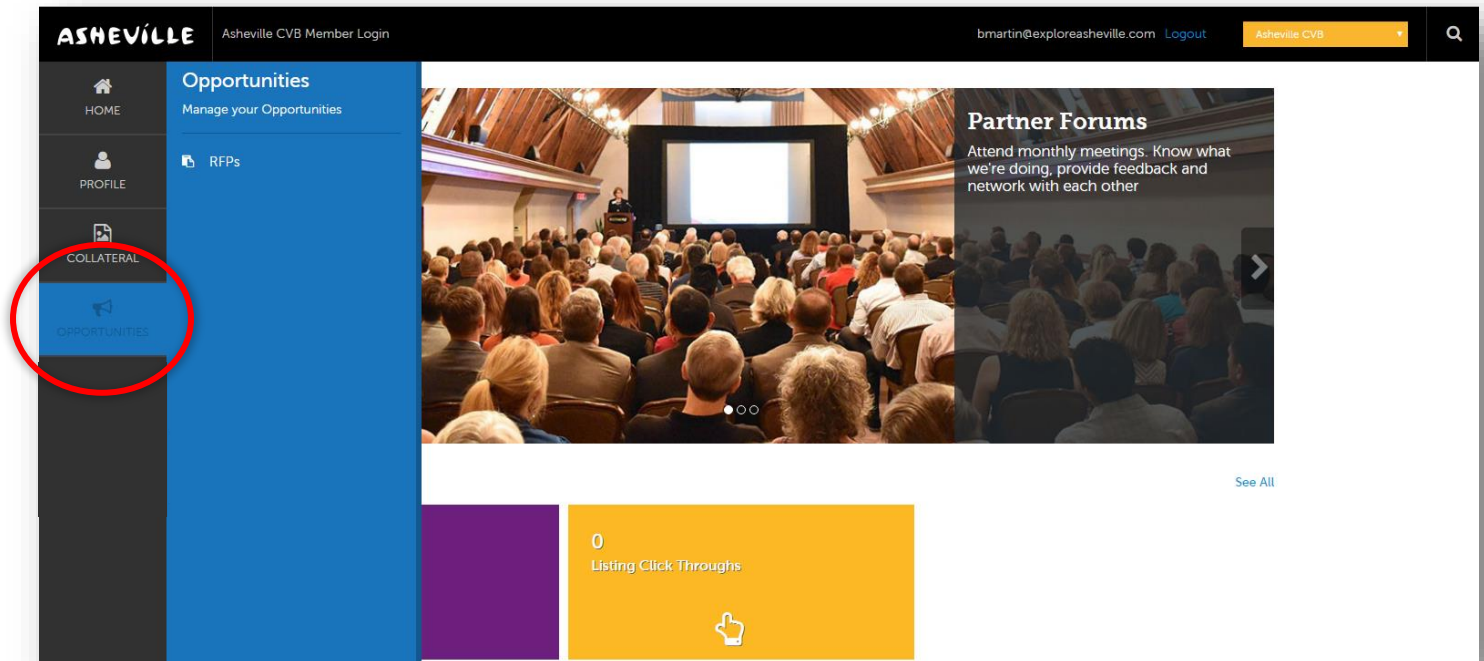 ASHEVÍLLE
Asheville CVB Member Login
bmartin@exploreasheville.com Logout
Asheville CVB
HOME
PROFILE
COLLATERAL
OPPORTUNITIES
Opportunities
Manage your Opportunities
RFPs
Partner Forums
Attend monthly meetings. Know what
we're doing, provide feedback and
network with each other
See All
0
Listing Click Throughs